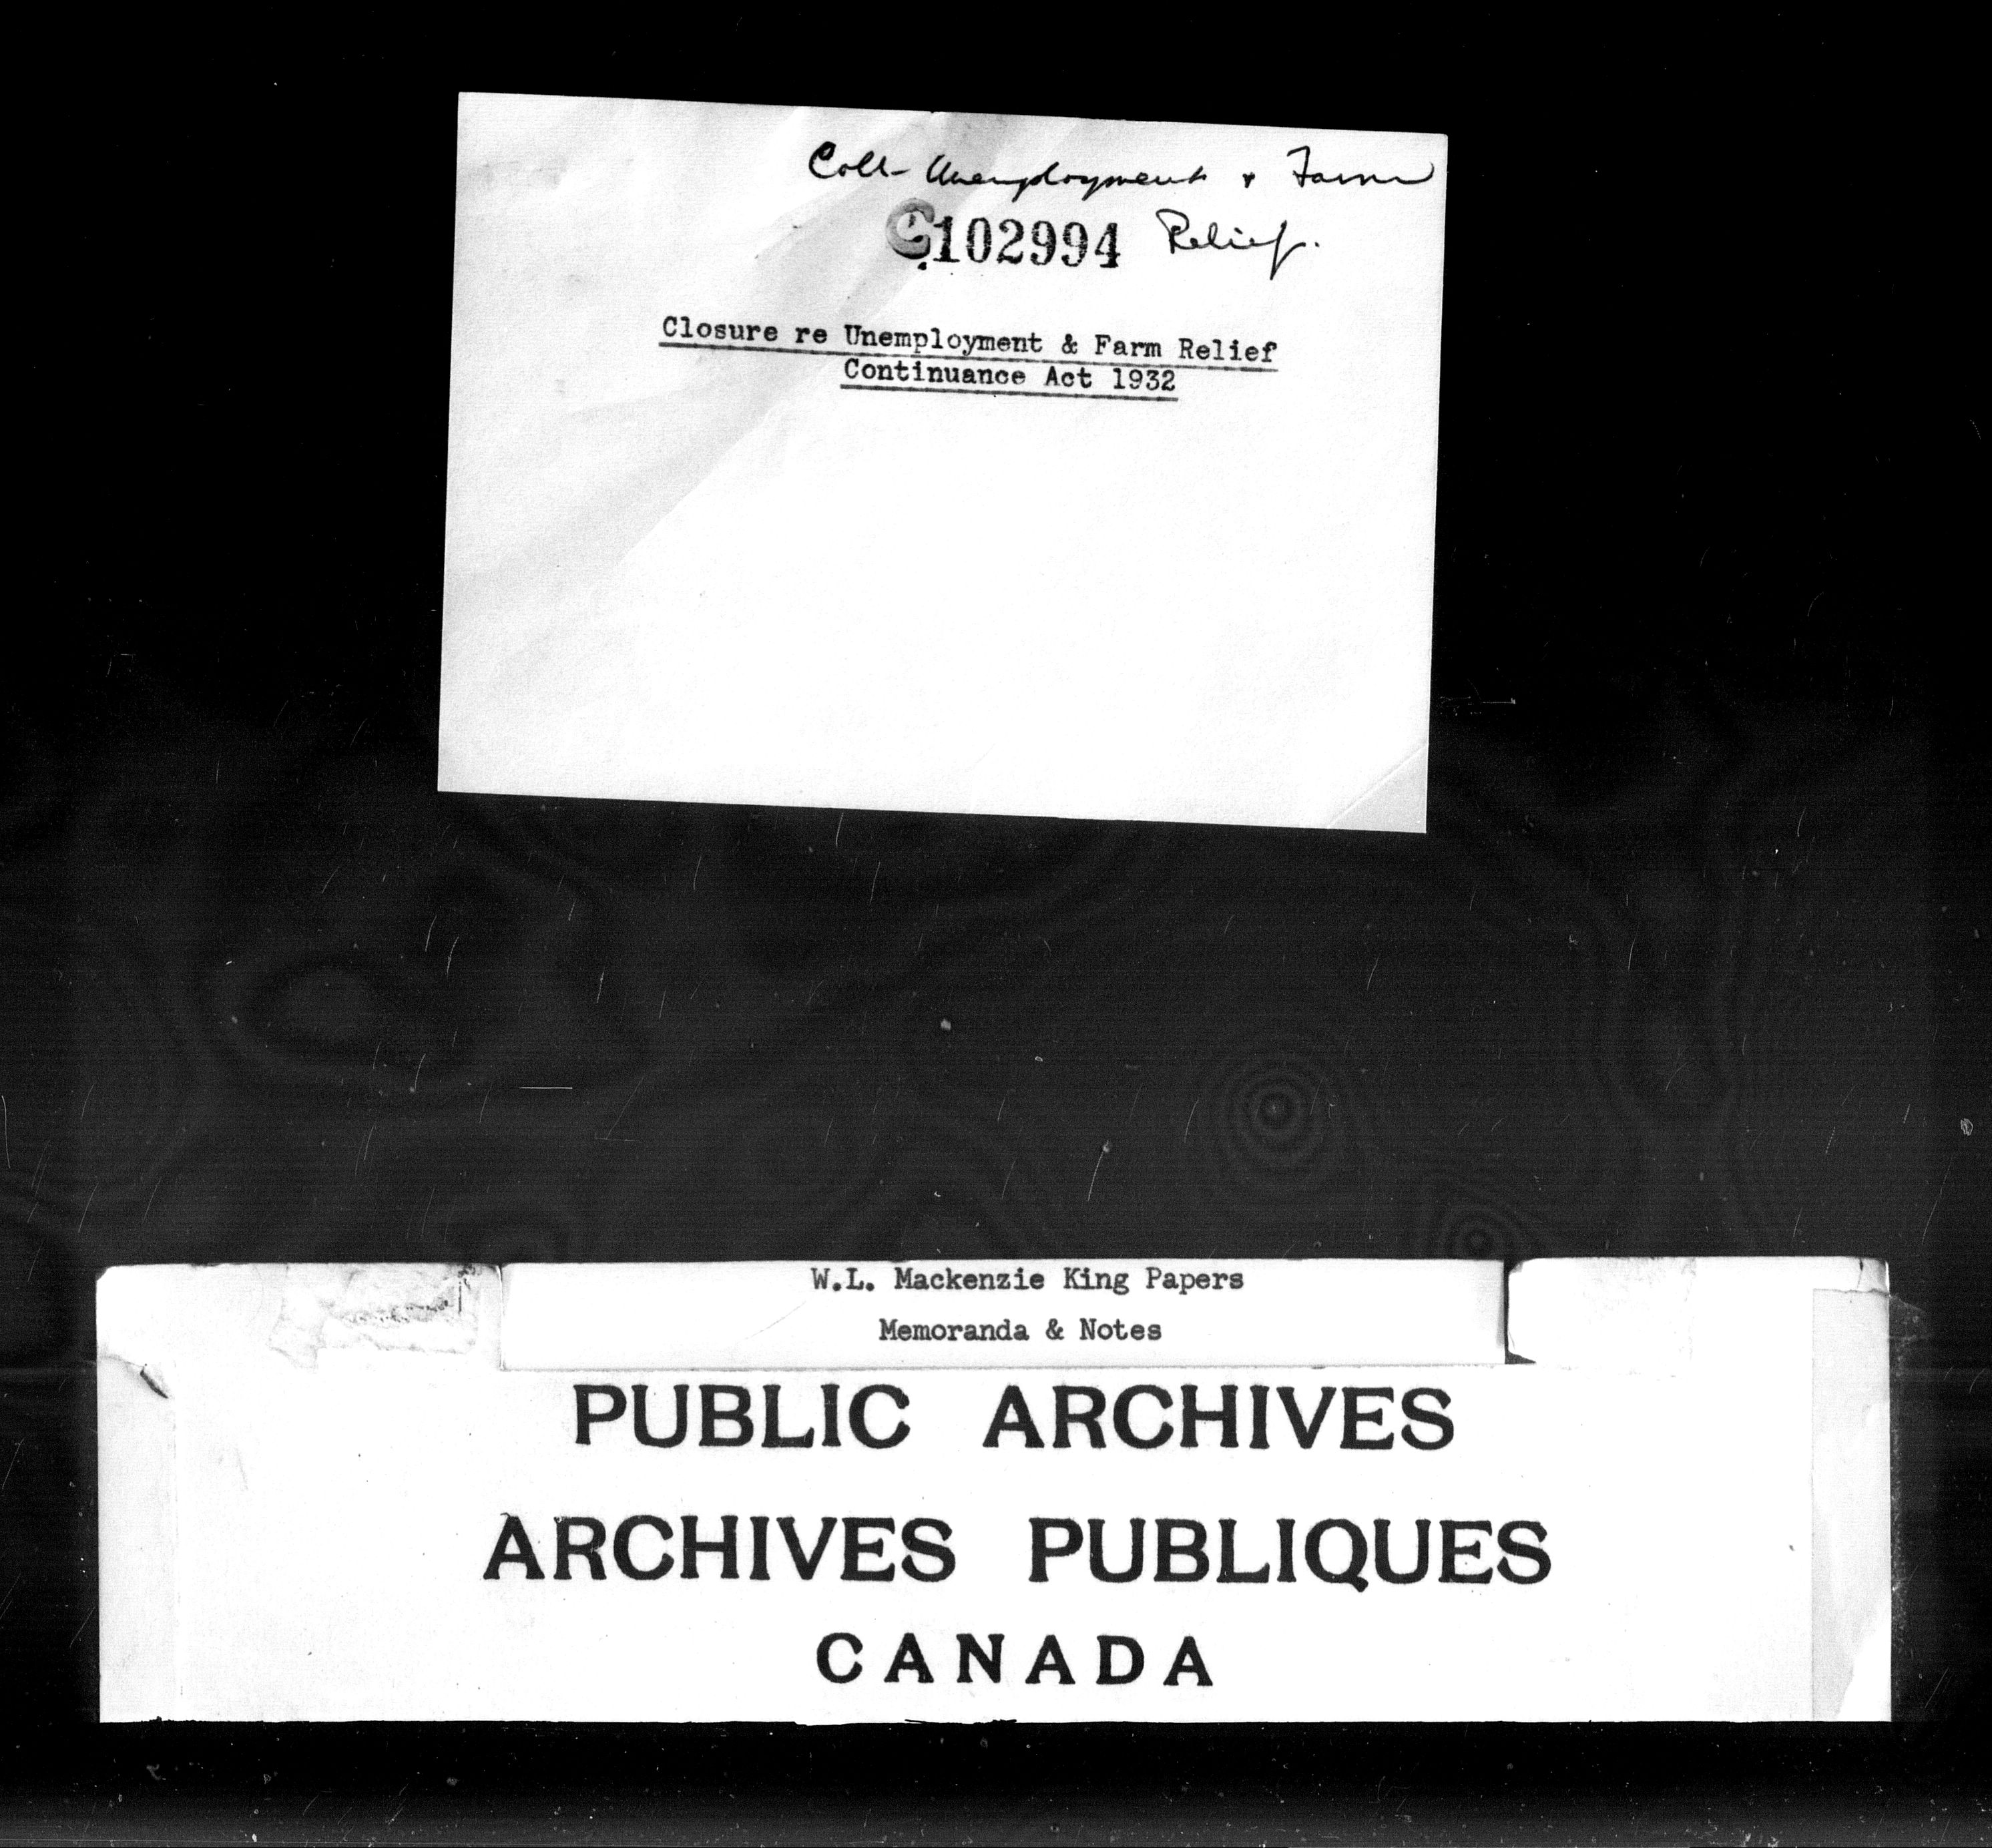 Coll- Unemployment & Farm
C102994 Relief.
Closure re Unemployment & Farm Relief
Continuance Act 1932
W.L. Mackenzie King Papers
Memoranda & Notes
PUBLIC ARCHIVES
ARCHIVES PUBLIQUES
CANADA